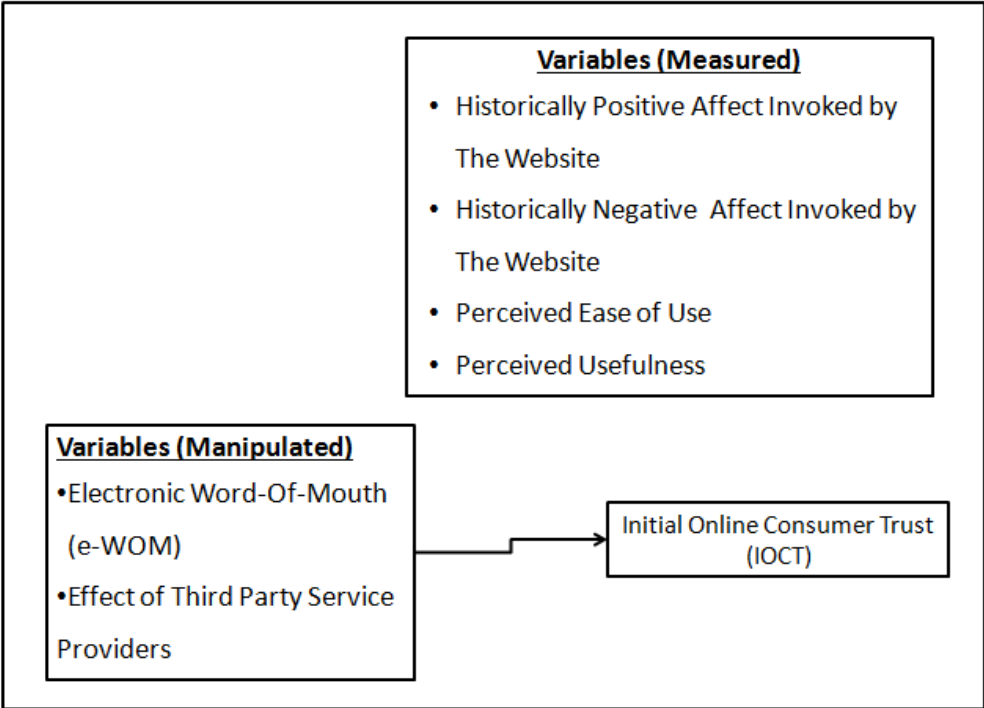 Variables (Measured)
• Historically Positive Affect Invoked by
The Website
• Historically Negative Affect Invoked by
The Website
• Perceived Ease of Use
• Perceived Usefulness
Variables (Manipulated)
•Electronic Word-Of-Mouth
(e-WOM)
•Effect of Third Party Service
Providers
Initial Online Consumer Trust
(IOCT)